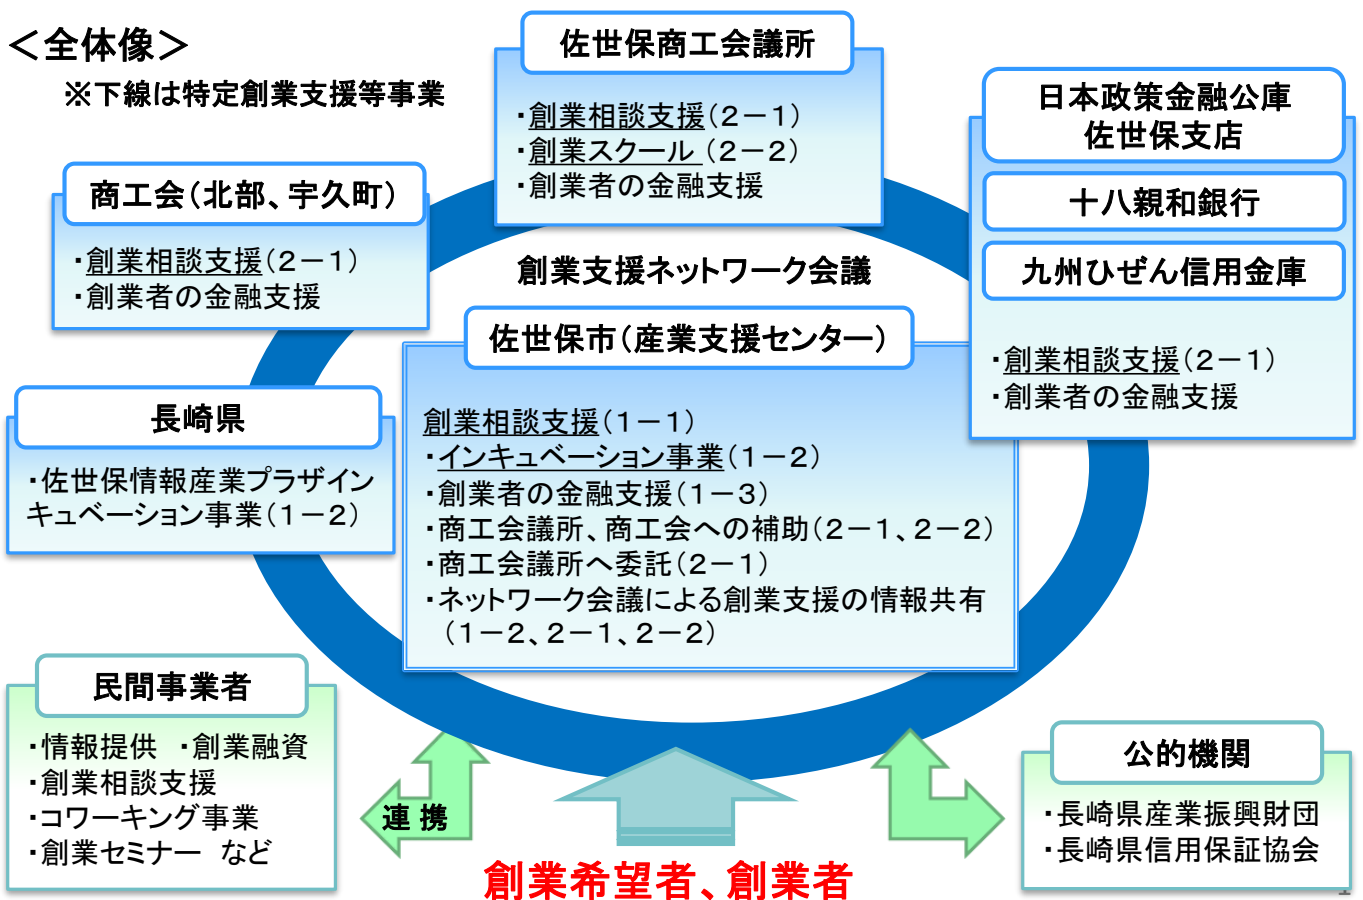 ＜全体像＞
※下線は特定創業支援等事業
佐世保商工会議所
・創業相談支援（２－１）
・創業スクール（２－２）
・創業者の金融支援
日本政策金融公庫
佐世保支店
十八親和銀行
九州ひぜん信用金庫
・創業相談支援（２－１）
・創業者の金融支援
商工会（北部、宇久町）
・創業相談支援（２－１）
・創業者の金融支援
創業支援ネットワーク会議
佐世保市（産業支援センター）
創業相談支援（１－１）
・インキュベーション事業（１－２）
・創業者の金融支援（１－３）
・商工会議所、商工会への補助（２－１、２－２）
・商工会議所へ委託（２－１）
・ネットワーク会議による創業支援の情報共有
（１－２、２－１、２－２）
長崎県
・佐世保情報産業プラザイン
キュベーション事業（１－２）
民間事業者
・情報提供　・創業融資
・創業相談支援
・コワーキング事業
・創業セミナー　など
連携
創業希望者、創業者
公的機関
・長崎県産業振興財団
・長崎県信用保証協会